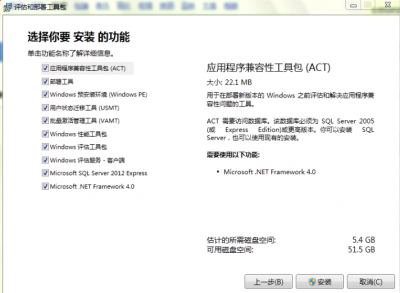 评估和部署工具包
选择你要 安装 的功能
单击功能名称了解详细信息。
应用程序兼容性工具包 (ACT)
部署工具
Windows 预安装环境 (Windows PE)
用户状态迁移工具 (USMT)
批量激活管理工具 (VAMT)
Windows 性能工具包
Windows 评估工具包
Windows 评估服务 - 客户端
Microsoft SQL Server 2012 Express
Microsoft .NET Framework 4.0
应用程序兼容性工具包 (ACT)
大小: 22.1 MB
用于在部署新版本的 Windows 之前评估和解决应用程序兼
容性问题的工具。
ACT 需要访问数据库。该数据库必须为 SQL Server 2005
(或 Express Edition)或更高版本。你可以安装 SQL
Server，也可以使用现有的安装。
需要使用以下功能:
• Microsoft .NET Framework 4.0
估计的所需磁盘空间: 5.4 GB
可用磁盘空间: 51.5 GB
上一步(B)
安装
取消(C)